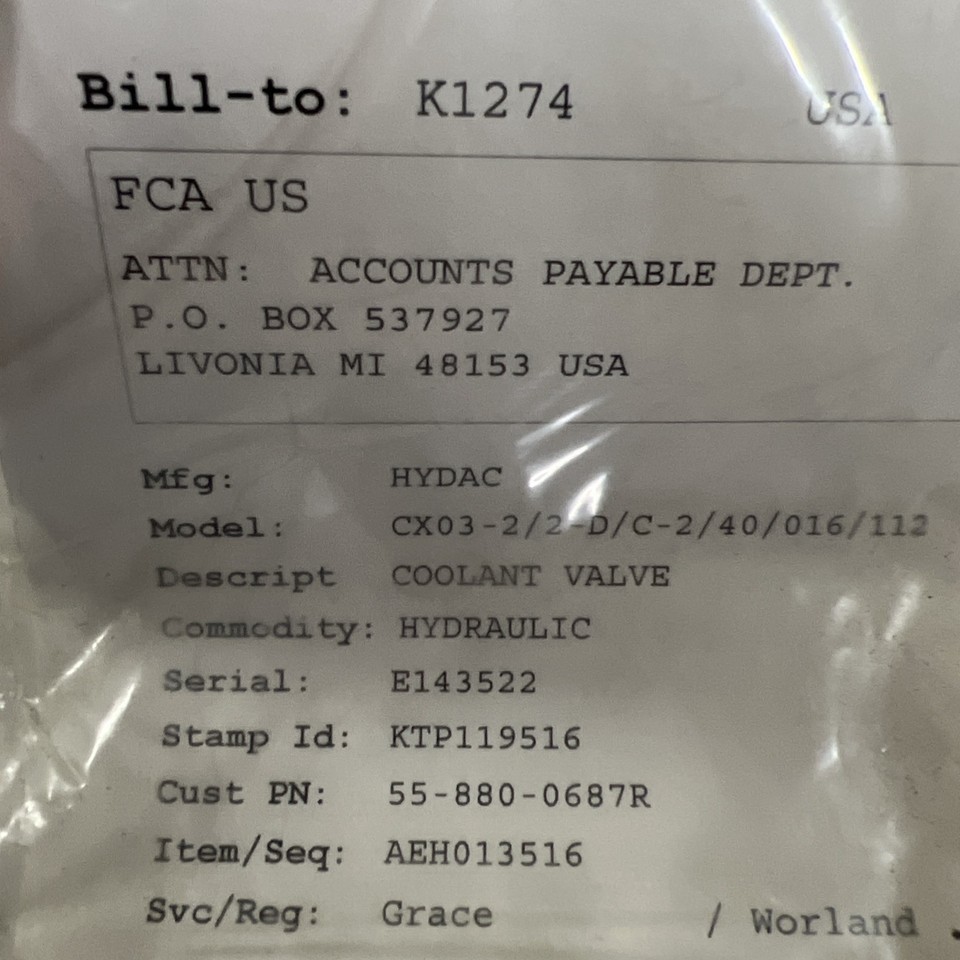 Bill-to: K1274 USA
FCA US
ATTN: ACCOUNTS PAYABLE DEPT.
P.O. BOX 537927
LIVONIA MI 48153 USA
Mfg: HYDAC
Model: CX03-2/2-D/C-2/40/016/112
Descript COOLANT VALVE
Commodity: HYDRAULIC
Serial: E143522
Stamp Id: KTP119516
Cust PN: 55-880-0687R
Item/Seq: AEH013516
Svc/Reg: Grace / Worland